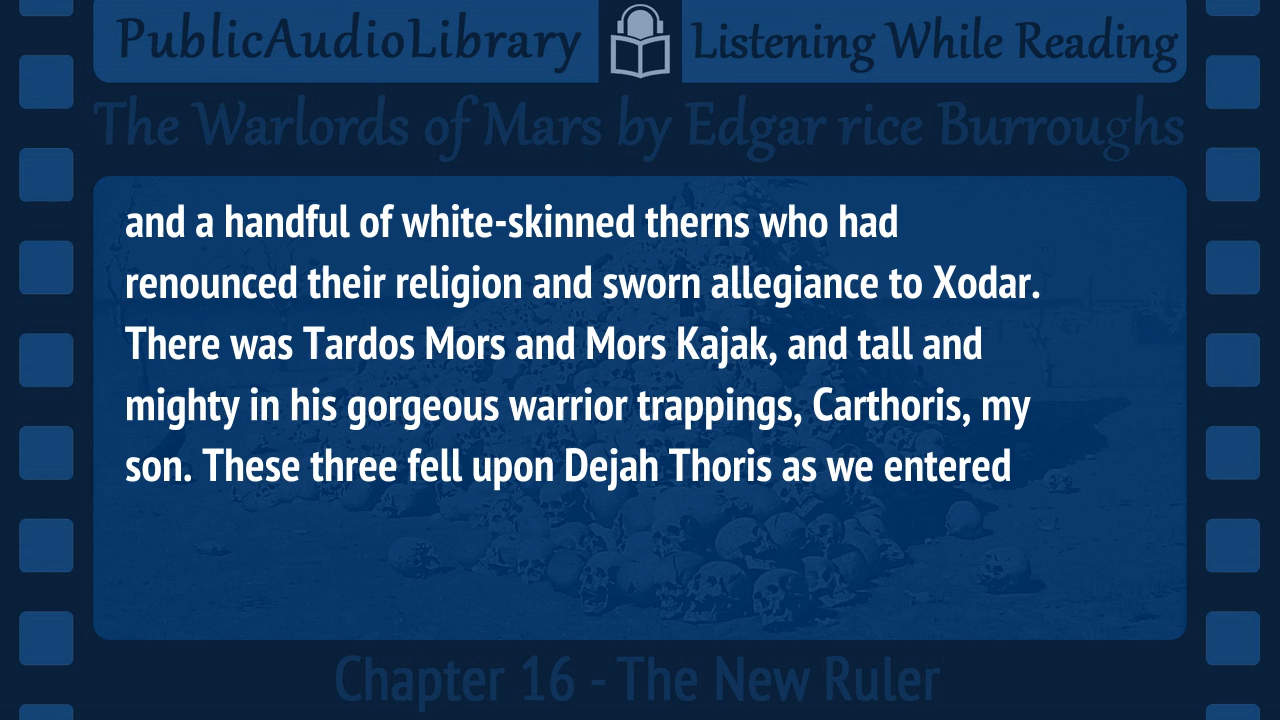 PublicAudioLibrary Listening While Reading
The Warlords of Mars by Edgar rice Burroughs
and a handful of white-skinned therns who had
renounced their religion and sworn allegiance to Xodar.
There was Tardos Mors and Mors Kajak, and tall and
mighty in his gorgeous warrior trappings, Carthoris, my
son. These three fell upon Dejah Thoris as we entered
Chapter 16 - The New Ruler